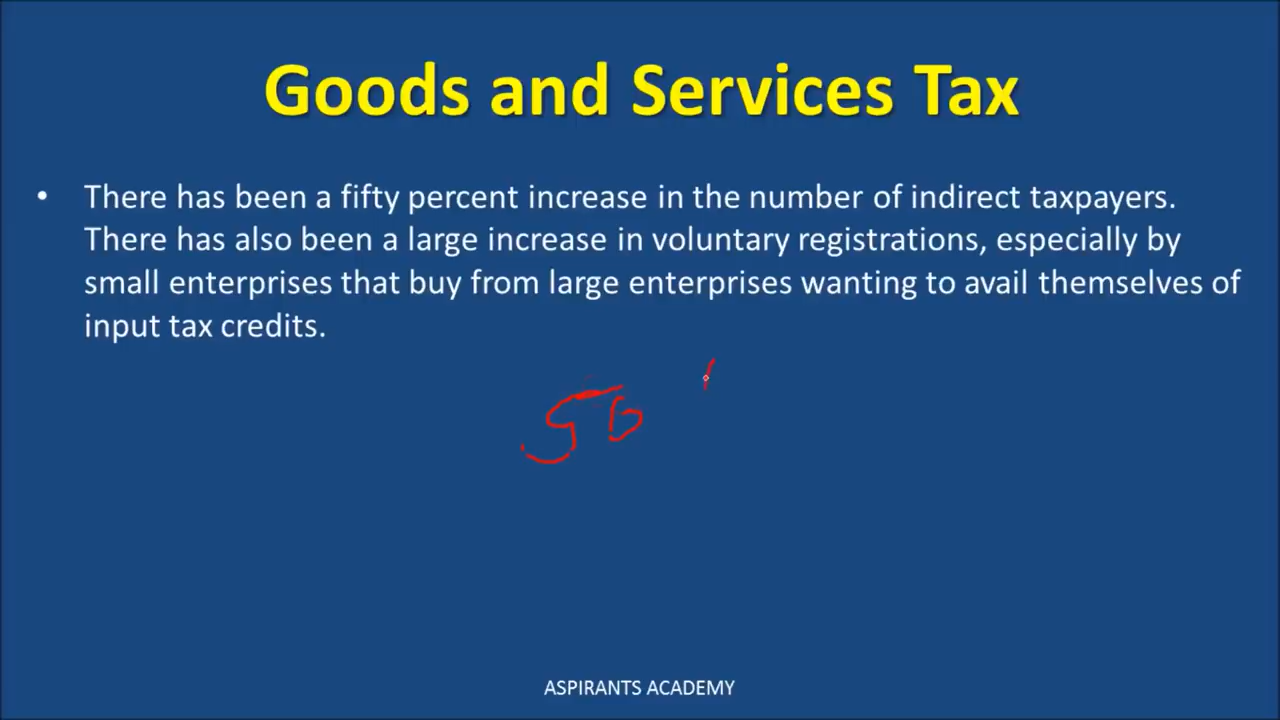 Goods and Services Tax
• There has been a fifty percent increase in the number of indirect taxpayers.
There has also been a large increase in voluntary registrations, especially by
small enterprises that buy from large enterprises wanting to avail themselves of
input tax credits.
50
ASPIRANTS ACADEMY